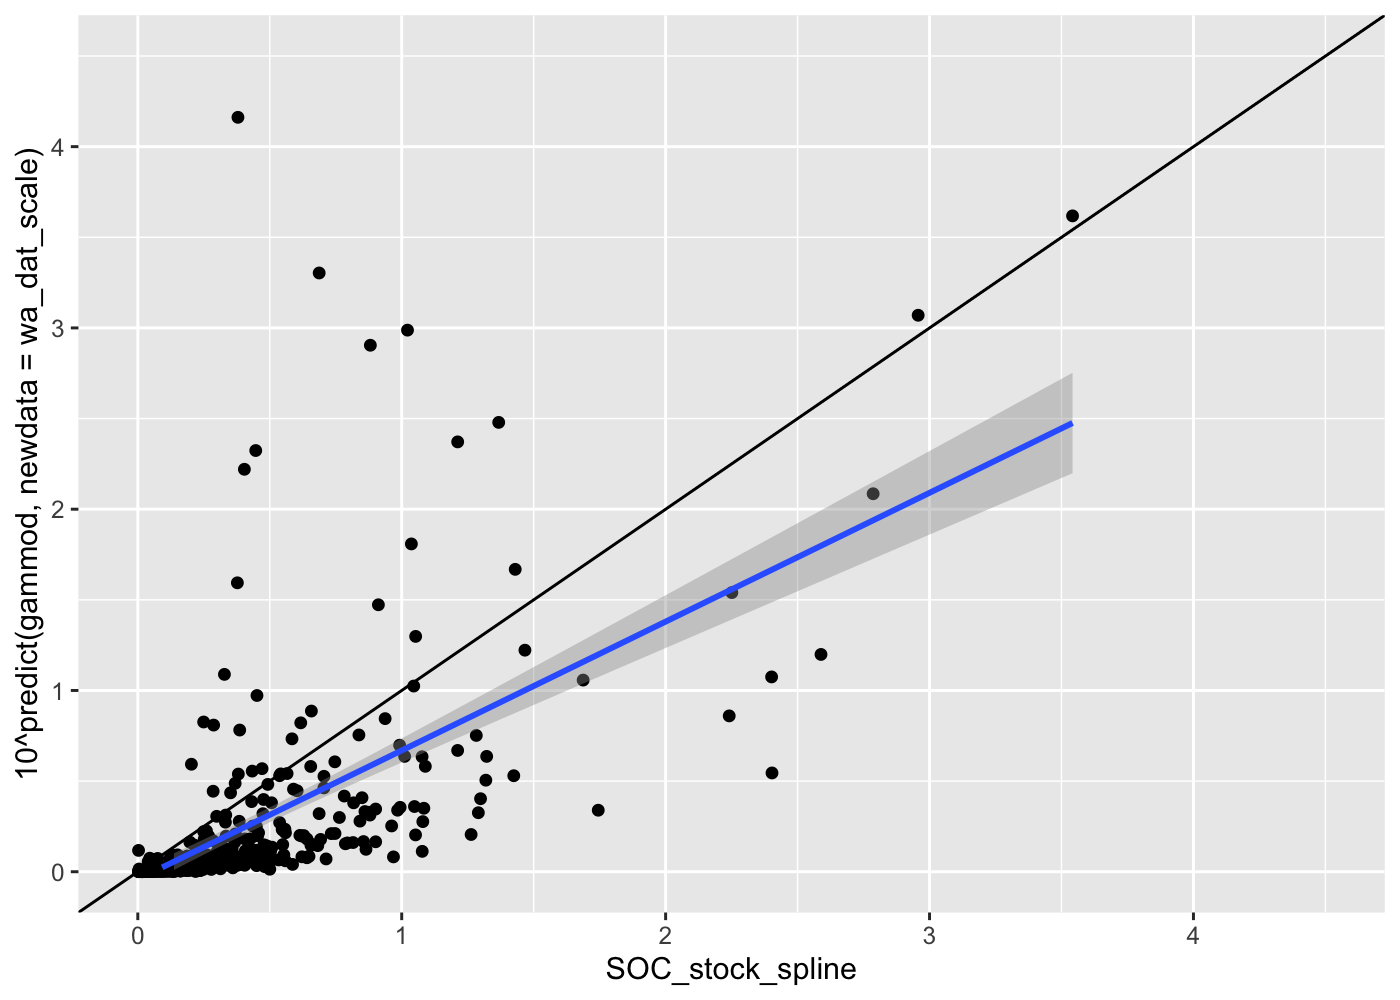 10^predict(gammod, newdata = wa_dat_scale)
4
3
2
1
0
0 1 2 3 4
SOC_stock_spline